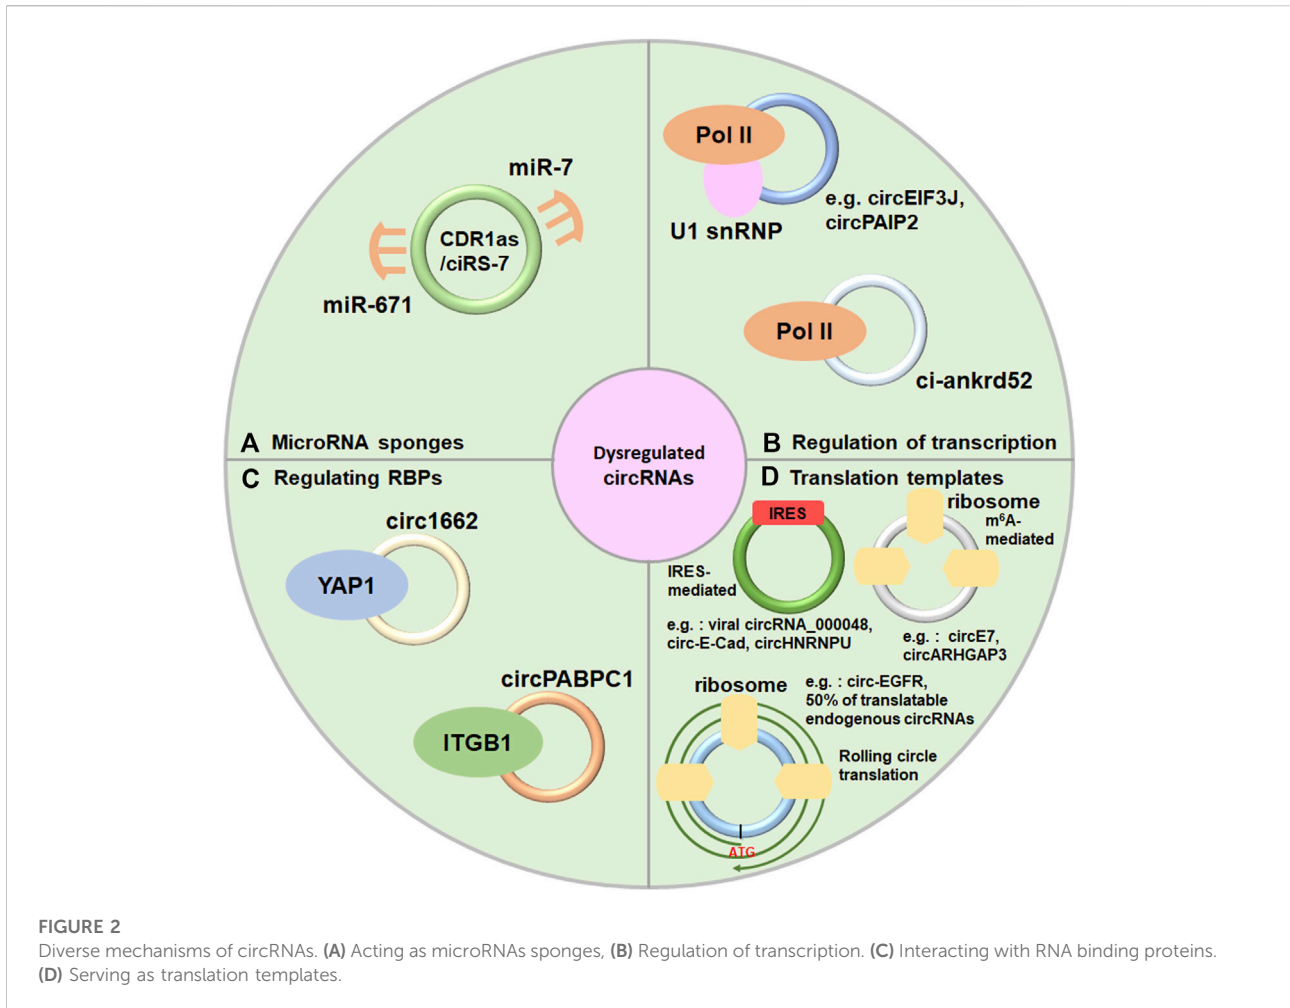 miR-7
CDR1as
/ciRS-7
miR-671
A MicroRNA sponges
Pol II
U1 snRNP
e.g. circEIF3J,
circPAIP2
Pol II
ci-ankrd52
B Regulation of transcription
Dysregulated
circRNAs
C Regulating RBPs
circ1662
YAP1
circPABPC1
ITGB1
D Translation templates
IRES
IRES-
mediated
e.g. : viral circRNA_000048,
circ-E-Cad, circHNRNPU
ribosome
m⁶A-
mediated
e.g. : circE7,
circARHGAP3
ribosome
e.g. : circ-EGFR,
50% of translatable
endogenous circRNAs
Rolling circle
translation
ATG
FIGURE 2
Diverse mechanisms of circRNAs. (A) Acting as microRNAs sponges, (B) Regulation of transcription. (C) Interacting with RNA binding proteins.
(D) Serving as translation templates.